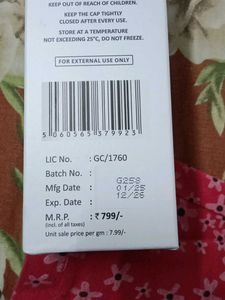 KEEP OUT OF REACH OF CHILDREN.
KEEP THE CAP TIGHTLY
CLOSED AFTER EVERY USE.
STORE AT A TEMPERATURE
NOT EXCEEDING 25°C, DO NOT FREEZE.
FOR EXTERNAL USE ONLY
5060565379923
LIC No. : GC/1760
Batch No. : G258
Mfg Date : 01/25
Exp. Date : 12/26
M.R.P. : ₹ 799/-
(incl. of all taxes)
Unit sale price per gm : 7.99/-